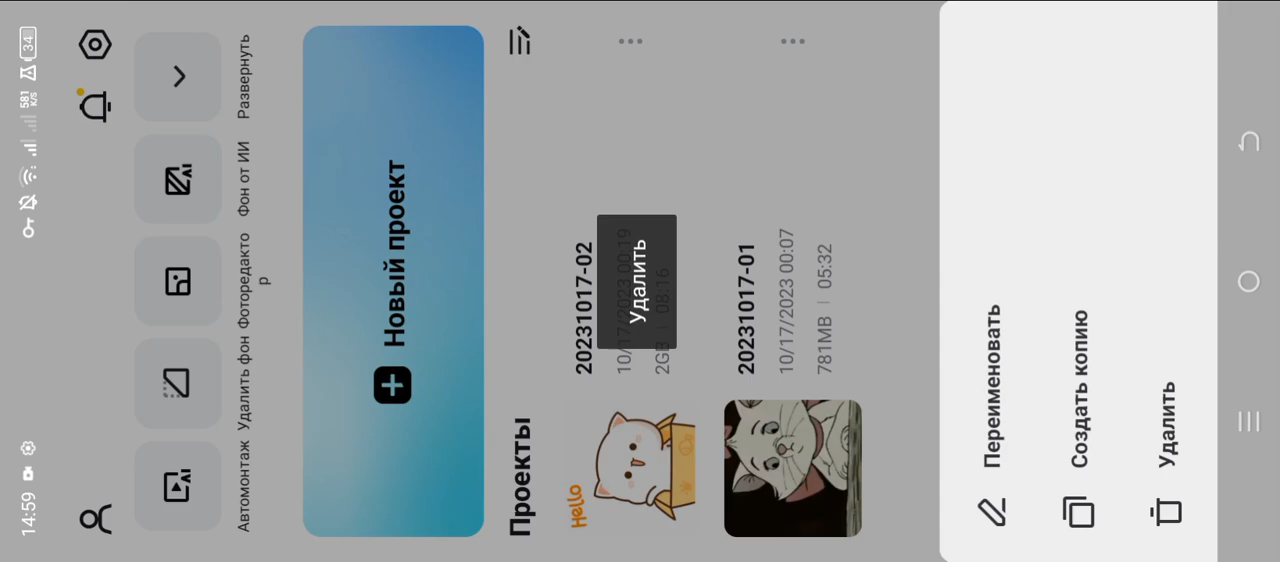 14:59
581
K/s
34
Автомонтаж
Удалить фон
Фоторедакто
р
Фон от ИИ
Развернуть
Новый проект
Проекты
Hello
20231017-02
10/17/2023 00:19
2GB | 08:16
Удалить
20231017-01
10/17/2023 00:07
781MB | 05:32
Переименовать
Создать копию
Удалить